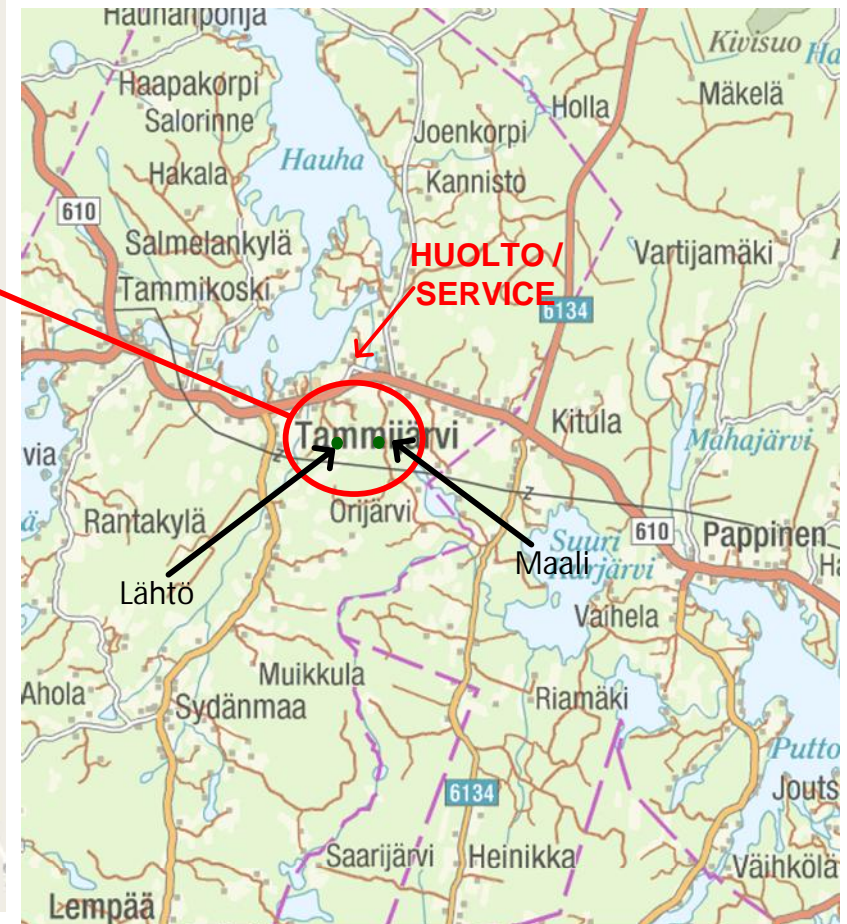 Hauhanpohja
Kivisuo
Ha
Haapakorpi
Mäkelä
Salorinne
Holla
Joenkorpi
Hauha
Hakala
Kannisto
610
Salmelankylä
HUOLTO /
SERVICE
Vartijamäki
Tammikoski
6134
Kitula
Tammijärvi
Mahajärvi
via
z
z
Rantakylä
Orijärvi
Suuri
610
Pappinen
Maali
Ha
Lähtö
Vaihela
Muikkula
Ahola
Sydänmaa
Riamäki
Putto
Jouts
6134
Saarijärvi
Heinikka
Väihkölä
Lempää